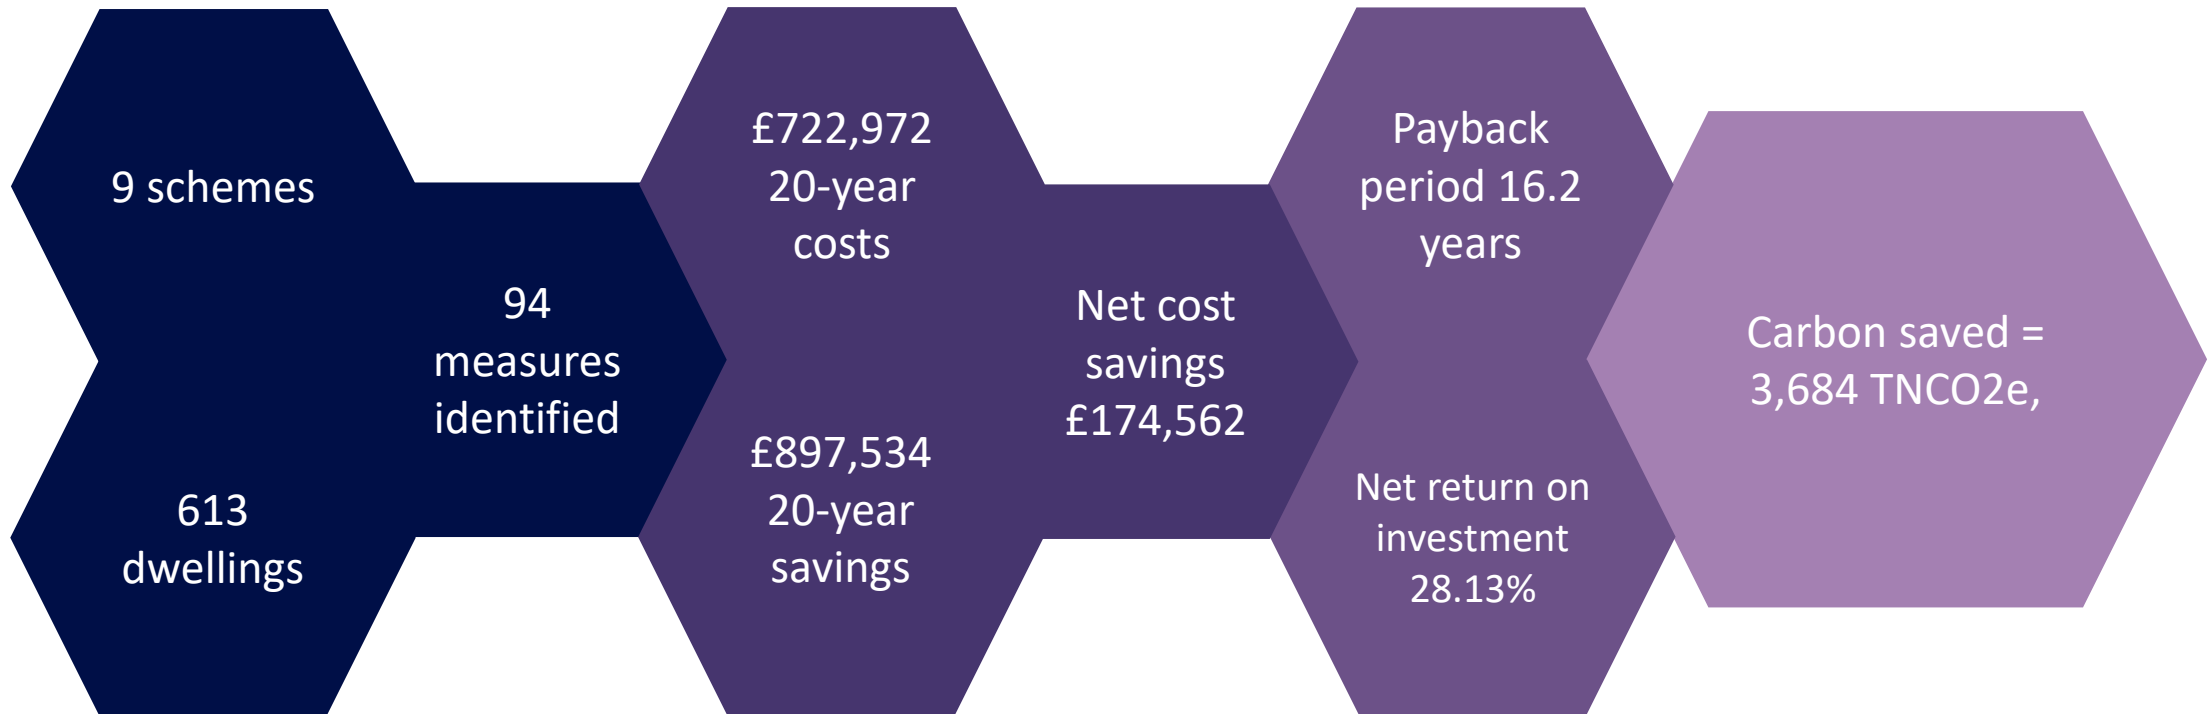 9 schemes
613
dwellings
94
measures
identified
£722,972
20-year
costs
£897,534
20-year
savings
Net cost
savings
£174,562
Payback
period 16.2
years
Net return on
investment
28.13%
Carbon saved =
3,684 TNCO2e,